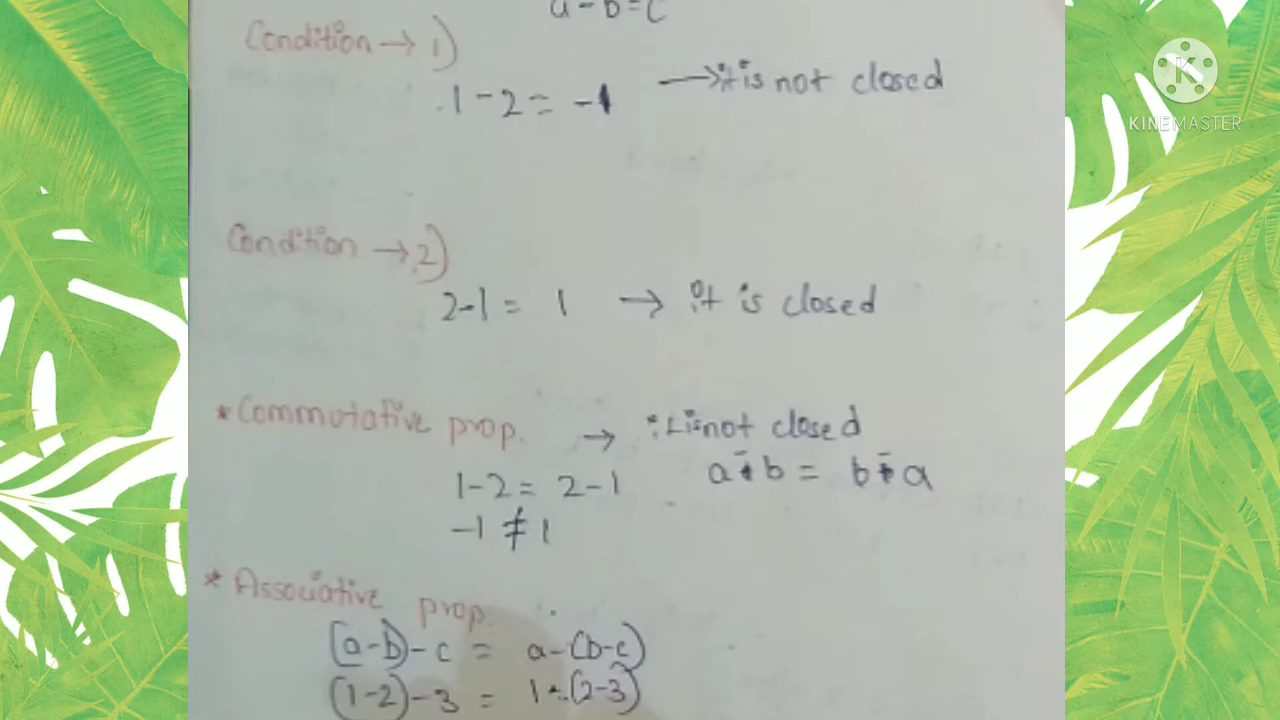 a-b=c
Condition → 1)
1-2 = -1 → it is not closed
Condition → 2)
2-1 = 1 → it is closed
* Commutative prop. → it is not closed
1-2 = 2-1 a-b = b-a
-1 ≠ 1
* Associative prop.
(a-b)-c = a-(b-c)
(1-2)-3 = 1-(2-3)
K
KINEMASTER